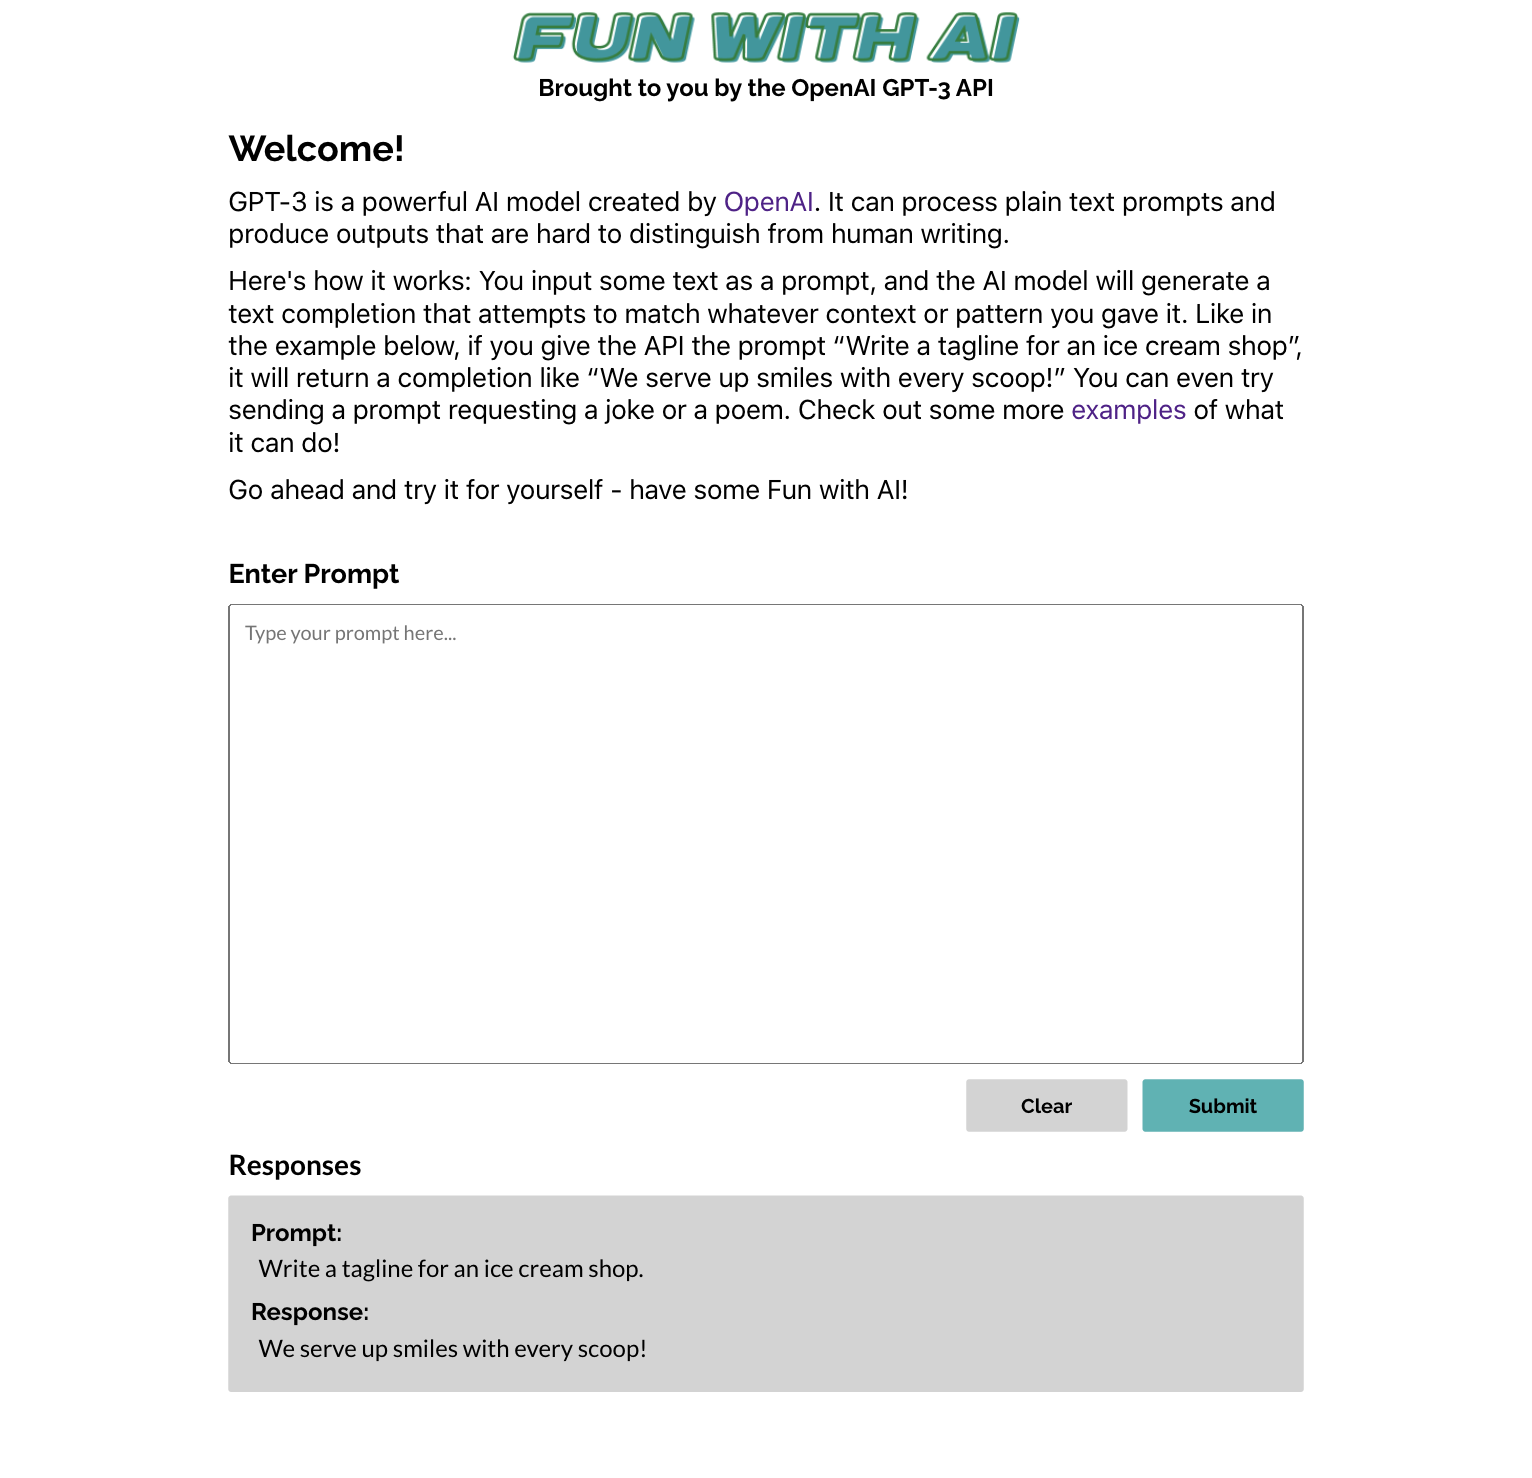 FUN WITH AI
Brought to you by the OpenAI GPT-3 API
Welcome!
GPT-3 is a powerful AI model created by OpenAI. It can process plain text prompts and
produce outputs that are hard to distinguish from human writing.
Here's how it works: You input some text as a prompt, and the AI model will generate a
text completion that attempts to match whatever context or pattern you gave it. Like in
the example below, if you give the API the prompt “Write a tagline for an ice cream shop”,
it will return a completion like “We serve up smiles with every scoop!” You can even try
sending a prompt requesting a joke or a poem. Check out some more examples of what
it can do!
Go ahead and try it for yourself - have some Fun with AI!
Enter Prompt
Type your prompt here...
Clear Submit
Responses
Prompt:
Write a tagline for an ice cream shop.
Response:
We serve up smiles with every scoop!